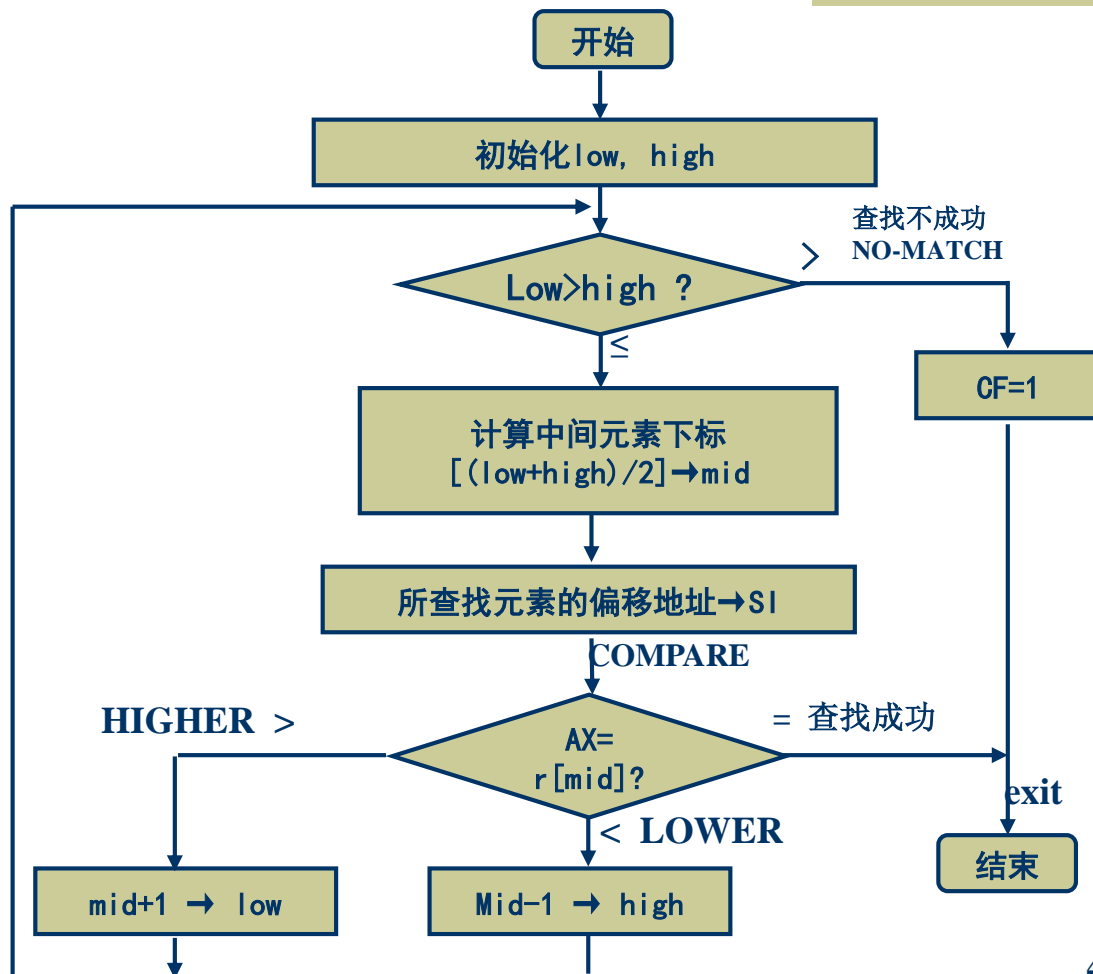 开始
初始化low, high
查找不成功
>
NO-MATCH
Low>high ?
≤
CF=1
计算中间元素下标
[(low+high)/2]→mid
所查找元素的偏移地址→SI
COMPARE
HIGHER >
= 查找成功
AX=
r[mid]?
exit
< LOWER
结束
mid+1 → low
Mid-1 → high